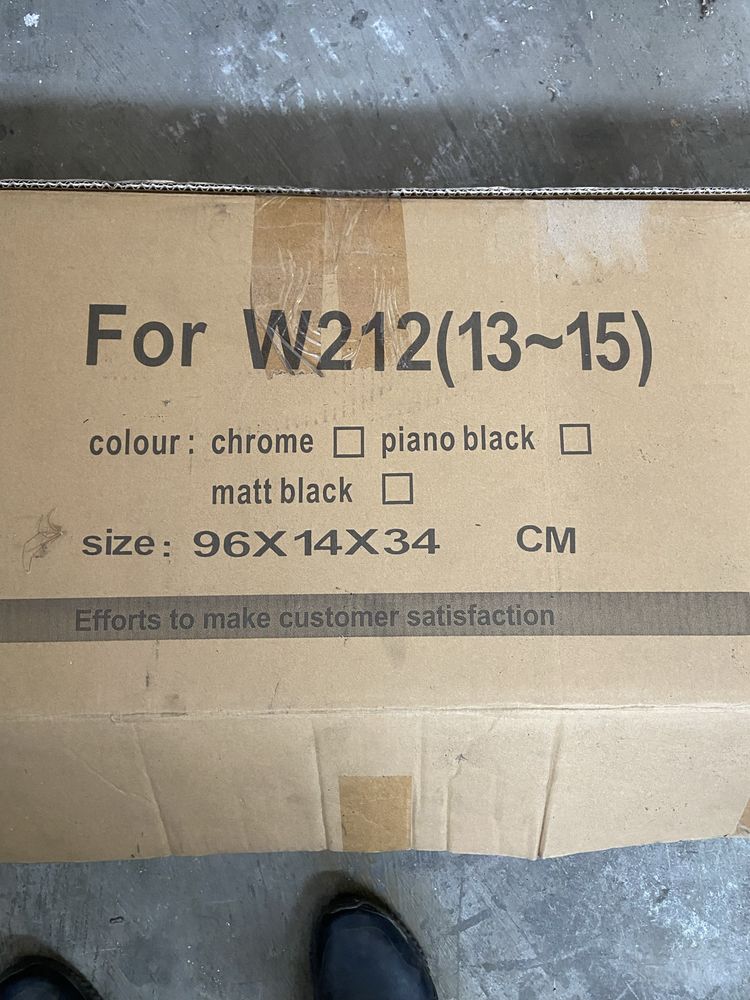 For W212(13~15)
colour: chrome □ piano black □
matt black □
size: 96X14X34 CM
Efforts to make customer satisfaction